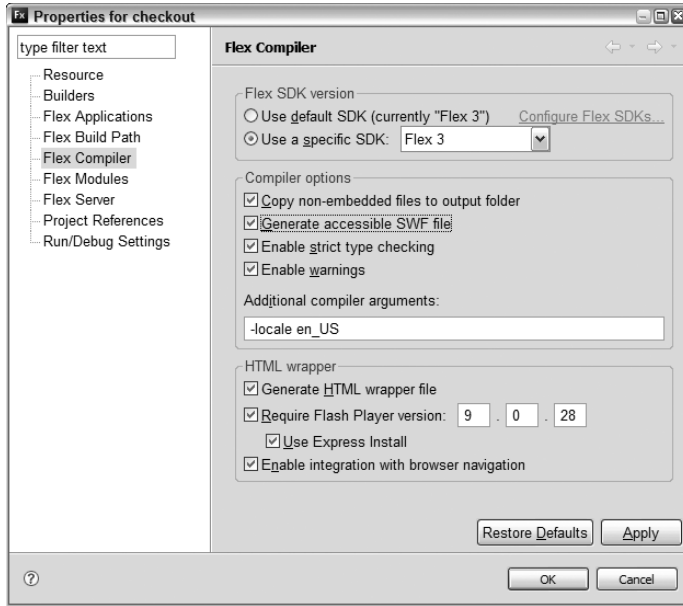 Fx Properties for checkout
type filter text
Resource
Builders
Flex Applications
Flex Build Path
Flex Compiler
Flex Modules
Flex Server
Project References
Run/Debug Settings
Flex Compiler
Flex SDK version
Use default SDK (currently "Flex 3") Configure Flex SDKs...
Use a specific SDK: Flex 3
Compiler options
Copy non-embedded files to output folder
Generate accessible SWF file
Enable strict type checking
Enable warnings
Additional compiler arguments:
-locale en_US
HTML wrapper
Generate HTML wrapper file
Require Flash Player version: 9 . 0 . 28
Use Express Install
Enable integration with browser navigation
Restore Defaults Apply
? OK Cancel